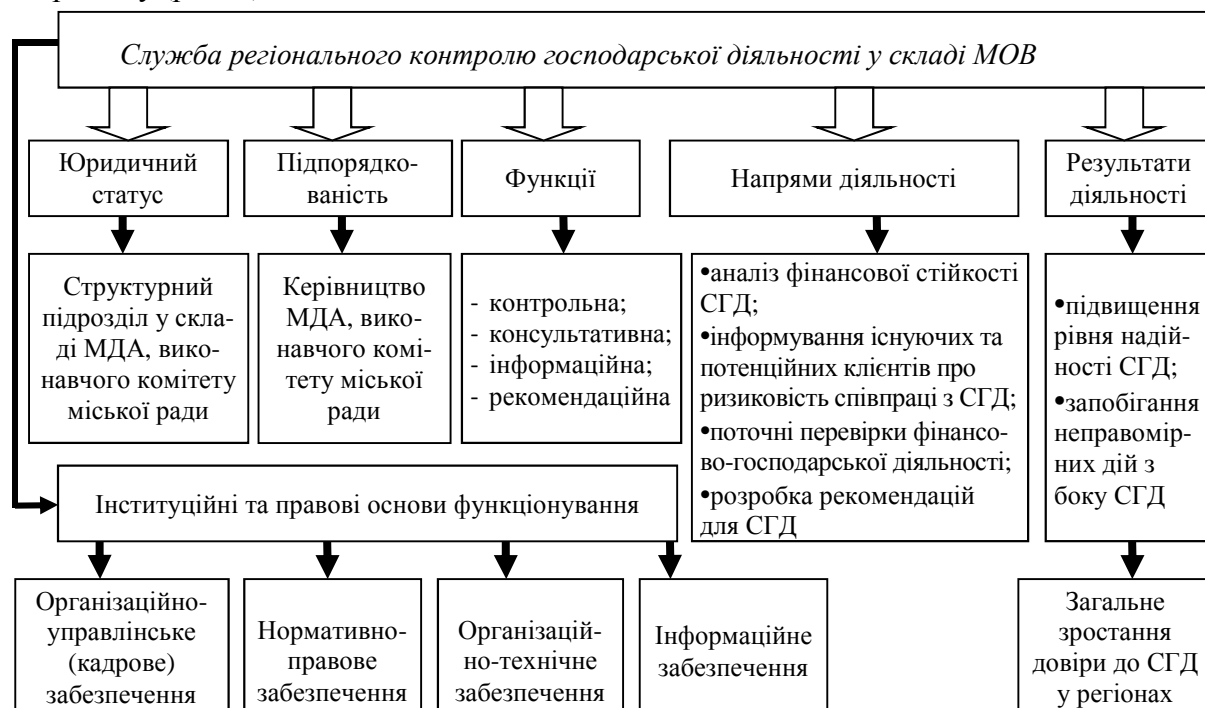 Служба регіонального контролю господарської діяльності у складі МОВ
Юридичний
статус
Підпорядко-
ваність
Функції
Напрями діяльності
Результати
діяльності
Структурний
підрозділ у скла-
ді МДА, вико-
навчого комітету
міської ради
Керівництво
МДА, вико-
навчого комі-
тету міської
ради
- контрольна;
- консультативна;
- інформаційна;
- рекомендаційна
•аналіз фінансової стійкості
СГД;
•інформування існуючих та
потенційних клієнтів про
ризиковість співпраці з СГД;
•поточні перевірки фінансо-
во-господарської діяльності;
•розробка рекомендацій
для СГД
•підвищення
рівня надій-
ності СГД;
•запобігання
неправомір-
них дій з
боку СГД
Інституційні та правові основи функціонування
Організаційно-
управлінське
(кадрове)
забезпечення
Нормативно-
правове
забезпечення
Організацій-
но-технічне
забезпечення
Інформаційне
забезпечення
Загальне
зростання
довіри до СГД
у регіонах